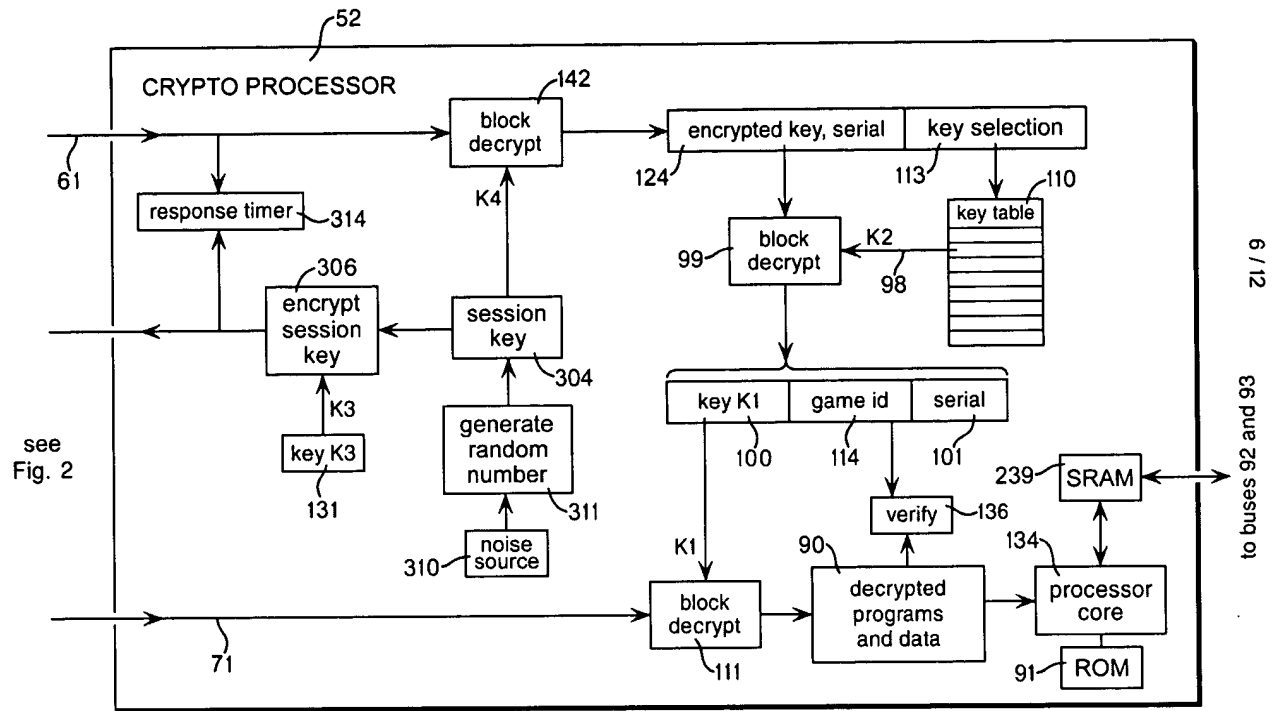 52
CRYPTO PROCESSOR
142
block
decrypt
encrypted key, serial
key selection
61
124
113
110
response timer
314
K4
key table
99
block
decrypt
K2
98
306
encrypt
session
key
session
key
304
key K1
game id
serial
K3
generate
random
number
100
114
101
see
Fig. 2
key K3
131
311
239
SRAM
verify
136
310
noise
source
K1
90
134
block
decrypt
decrypted
programs
and data
processor
core
71
111
91
ROM
6 / 12
to buses 92 and 93